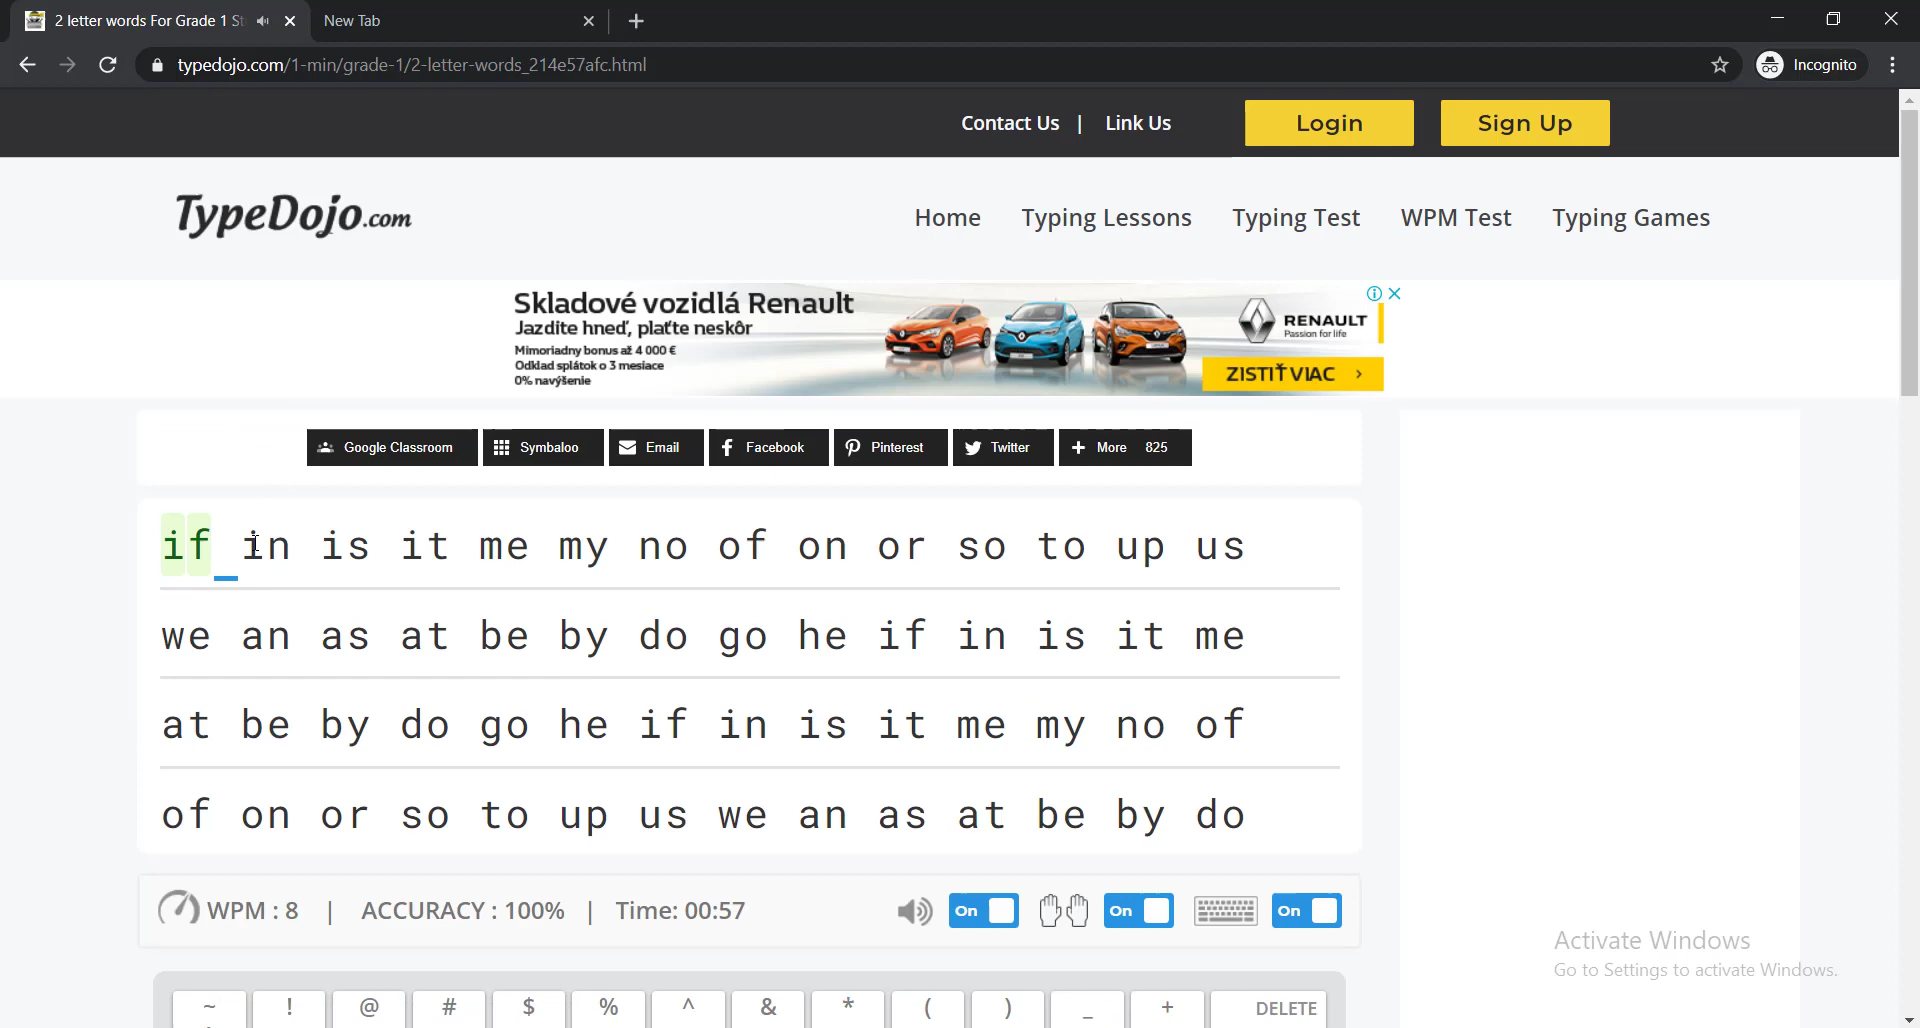 2 letter words For Grade 1 St
New Tab
typedojo.com/1-min/grade-1/2-letter-words_214e57afc.html
Incognito
Contact Us | Link Us
Login
Sign Up
TypeDojo.com
Home
Typing Lessons
Typing Test
WPM Test
Typing Games
Skladové vozidlá Renault
Jazdite hneď, plaťte neskôr
Mimoriadny bonus až 4 000 €
Odklad splátok o 3 mesiace
0% navýšenie
RENAULT
Passion for life
ZISTIŤ VIAC >
Google Classroom
Symbaloo
Email
Facebook
Pinterest
Twitter
More 825
if in is it me my no of on or so to up us
we an as at be by do go he if in is it me
at be by do go he if in is it me my no of
of on or so to up us we an as at be by do
WPM : 8 | ACCURACY : 100% | Time: 00:57
On
On
On
Activate Windows
Go to Settings to activate Windows.
~ ! @ # $ % ^ & * ( ) _ + DELETE